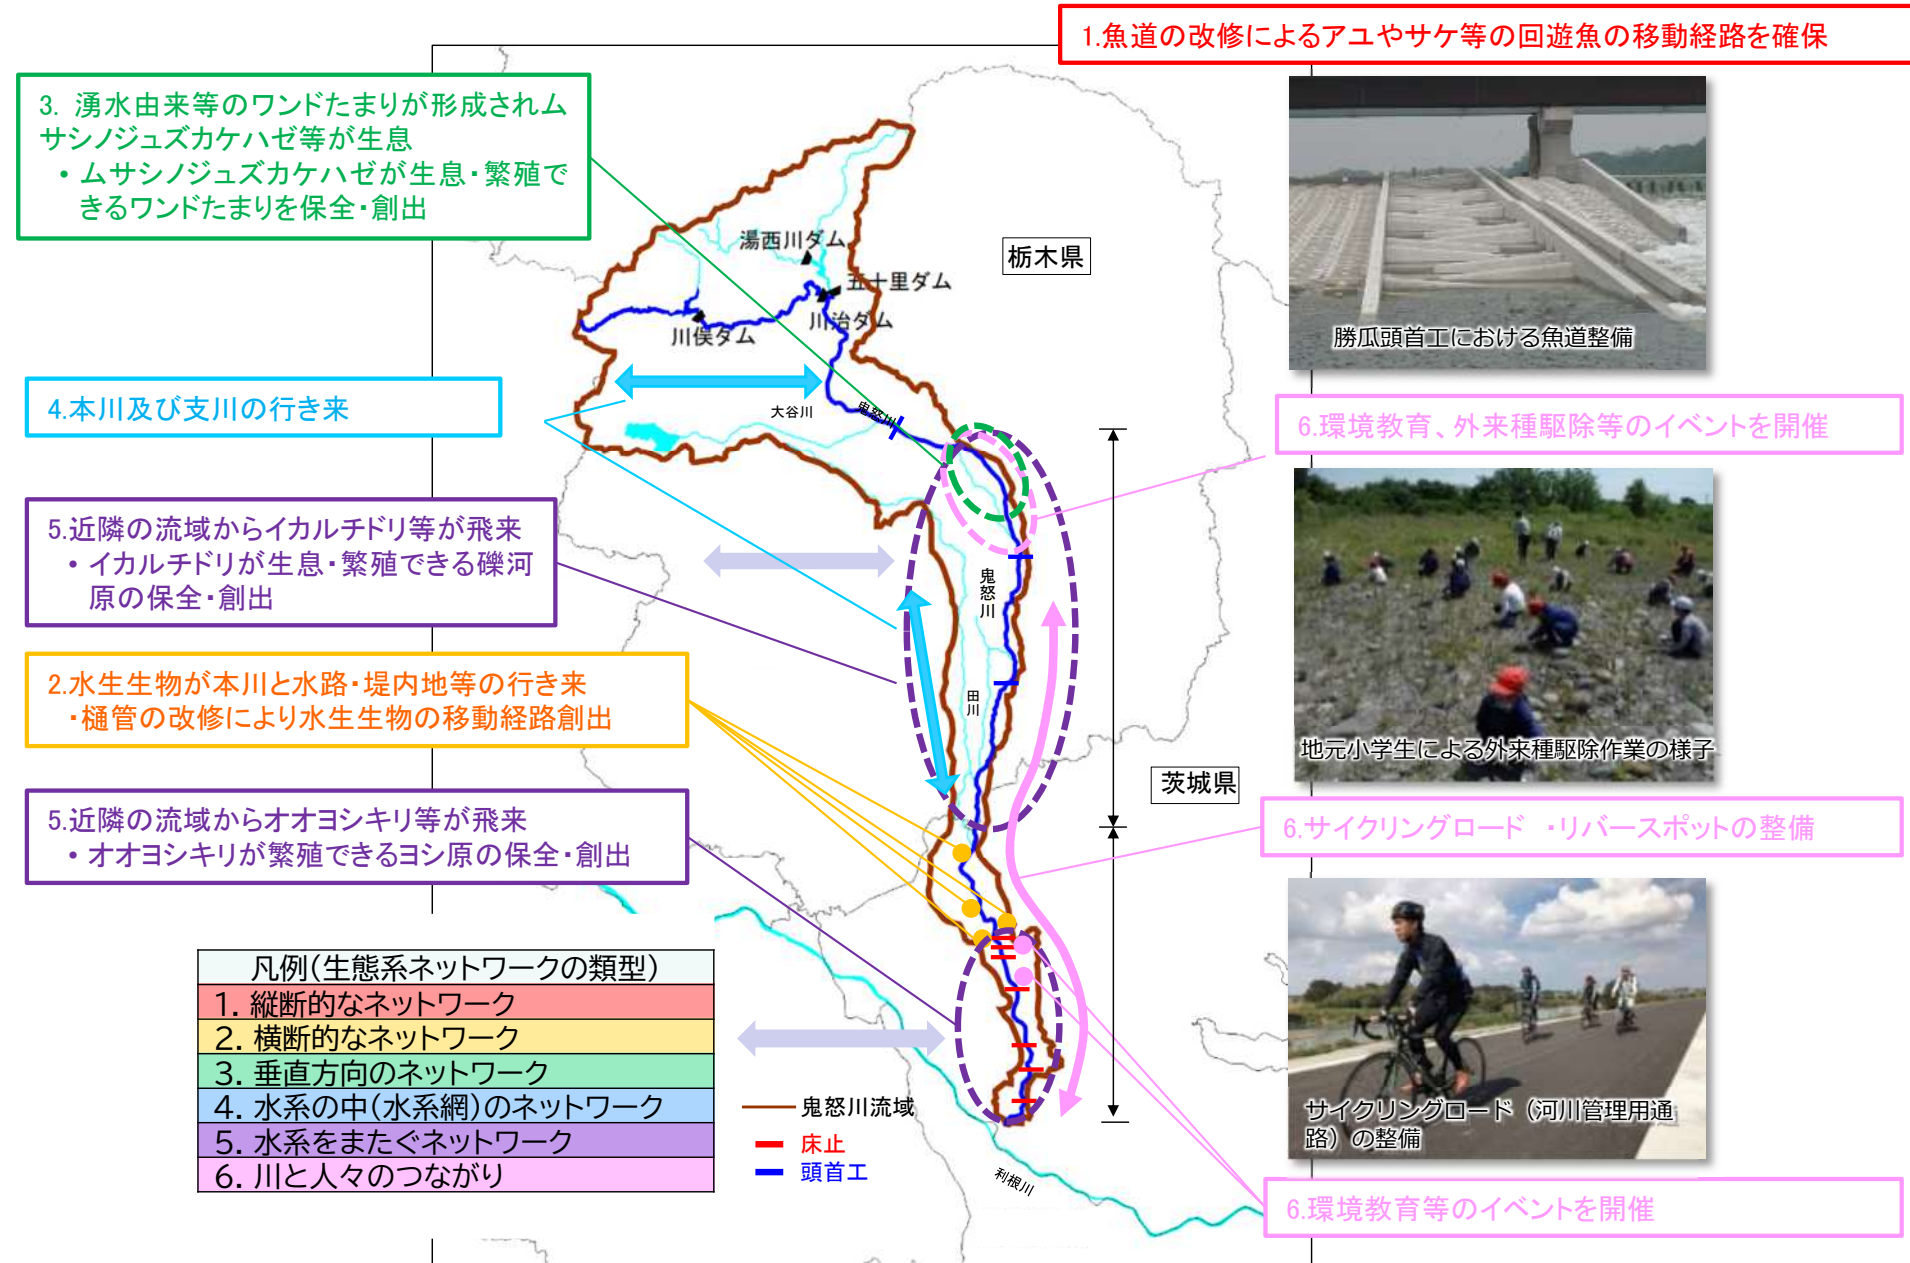 1.魚道の改修によるアユやサケ等の回遊魚の移動経路を確保
3. 湧水由来等のワンドたまりが形成されム
サシノジュズカケハゼ等が生息
• ムサシノジュズカケハゼが生息・繁殖で
きるワンドたまりを保全・創出
湯西川ダム
五十里ダム
川治ダム
川俣ダム
栃木県
勝瓜頭首工における魚道整備
4.本川及び支川の行き来
大谷川
鬼怒川
6.環境教育、外来種駆除等のイベントを開催
5.近隣の流域からイカルチドリ等が飛来
• イカルチドリが生息・繁殖できる礫河
原の保全・創出
鬼怒川
田川
2.水生生物が本川と水路・堤内地等の行き来
・樋管の改修により水生生物の移動経路創出
地元小学生による外来種駆除作業の様子
茨城県
5.近隣の流域からオオヨシキリ等が飛来
• オオヨシキリが繁殖できるヨシ原の保全・創出
6.サイクリングロード ・リバースポットの整備
凡例(生態系ネットワークの類型)
1. 縦断的なネットワーク
2. 横断的なネットワーク
3. 垂直方向のネットワーク
4. 水系の中(水系網)のネットワーク
5. 水系をまたぐネットワーク
6. 川と人々のつながり
鬼怒川流域
床止
頭首工
利根川
サイクリングロード（河川管理用通
路）の整備
6.環境教育等のイベントを開催